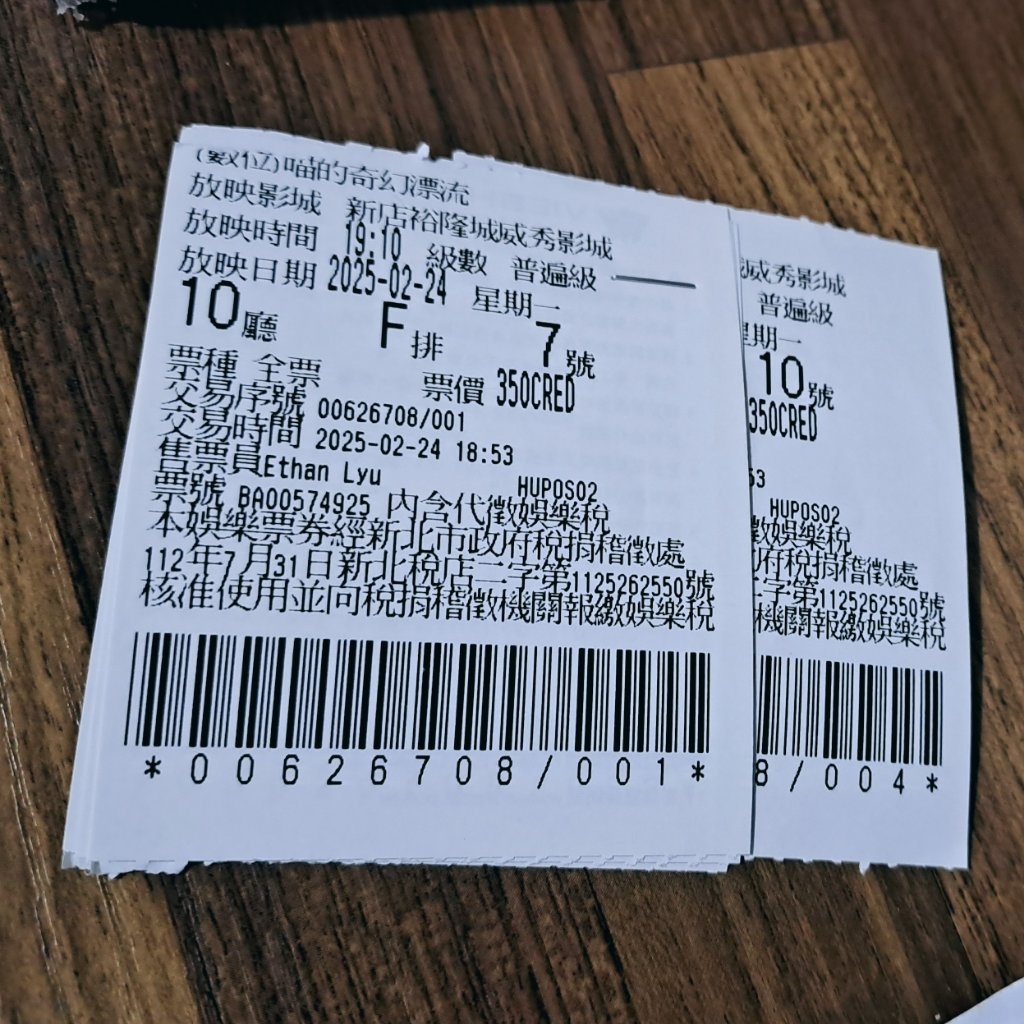 (數位)喵的奇幻漂流
放映影城 新店裕隆城威秀影城
放映時間 19:10 級數 普遍級
放映日期 2025-02-24 星期一
10廳 F排 7號
票種 全票 票價 350CRED
交易序號 00626708/001
交易時間 2025-02-24 18:53
售票員Ethan Lyu HUPOS02
票號 BA00574925 內含代徵娛樂稅
本娛樂票券經新北市政府稅捐稽徵處
112年7月31日新北稅店二字第1125262550號
核准使用並向稅捐稽徵機關報繳娛樂稅
*00626708/001*
威秀影城
普遍級
星期一
10號
350CRED
53
HUPOS02
徵娛樂稅
府稅捐稽徵處
二字第1125262550號
機關報繳娛樂稅
8/004*